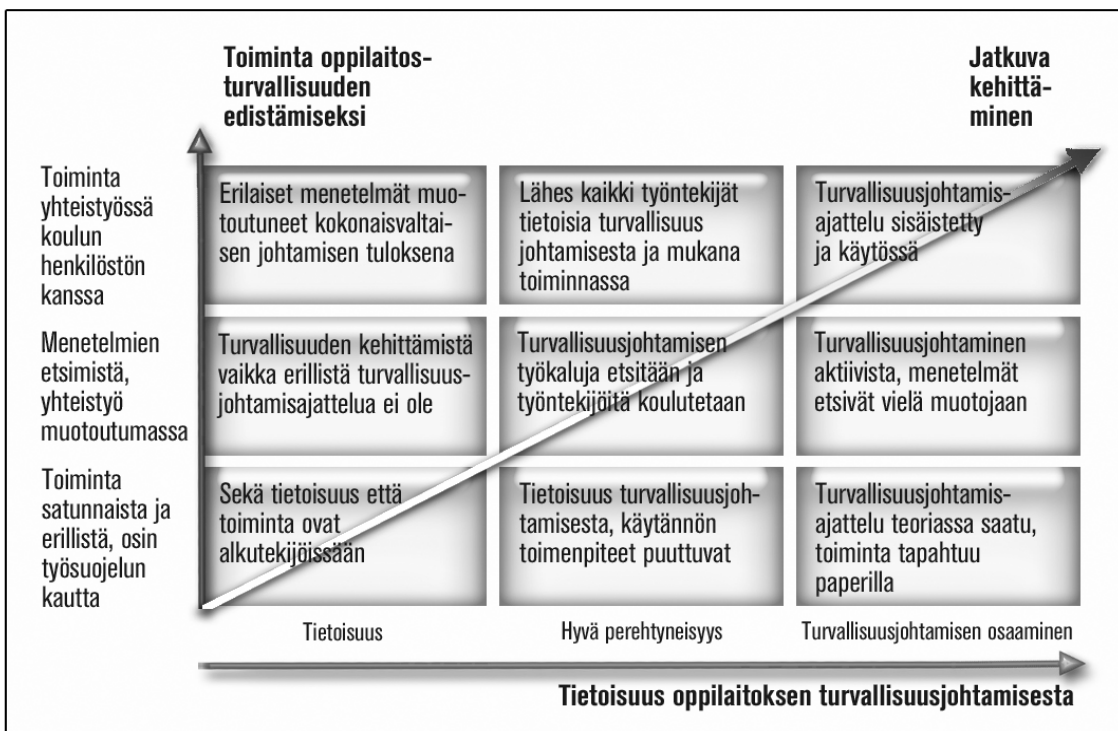 Toiminta oppilaitos-
turvallisuuden
edistämiseksi
Jatkuva
kehittä-
minen
Toiminta
yhteistyössä
koulun
henkilöstön
kanssa
Erilaiset menetelmät muo-
toutuneet kokonaisvaltai-
sen johtamisen tuloksena
Lähes kaikki työntekijät
tietoisia turvallisuus
johtamisesta ja mukana
toiminnassa
Turvallisuusjohtamis-
ajattelu sisäistetty
ja käytössä
Menetelmien
etsimistä,
yhteistyö
muotoutumassa
Turvallisuuden kehittämistä
vaikka erillistä turvallisuus-
johtamisajattelua ei ole
Turvallisuusjohtamisen
työkaluja etsitään ja
työntekijöitä koulutetaan
Turvallisuusjohtaminen
aktiivista, menetelmät
etsivät vielä muotojaan
Toiminta
satunnaista ja
erillistä, osin
työsuojelun
kautta
Sekä tietoisuus että
toiminta ovat
alkutekijöissään
Tietoisuus turvallisuusjoh-
tamisesta, käytännön
toimenpiteet puuttuvat
Turvallisuusjohtamis-
ajattelu teoriassa saatu,
toiminta tapahtuu
paperilla
Tietoisuus
Hyvä perehtyneisyys
Turvallisuusjohtamisen osaaminen
Tietoisuus oppilaitoksen turvallisuusjohtamisesta